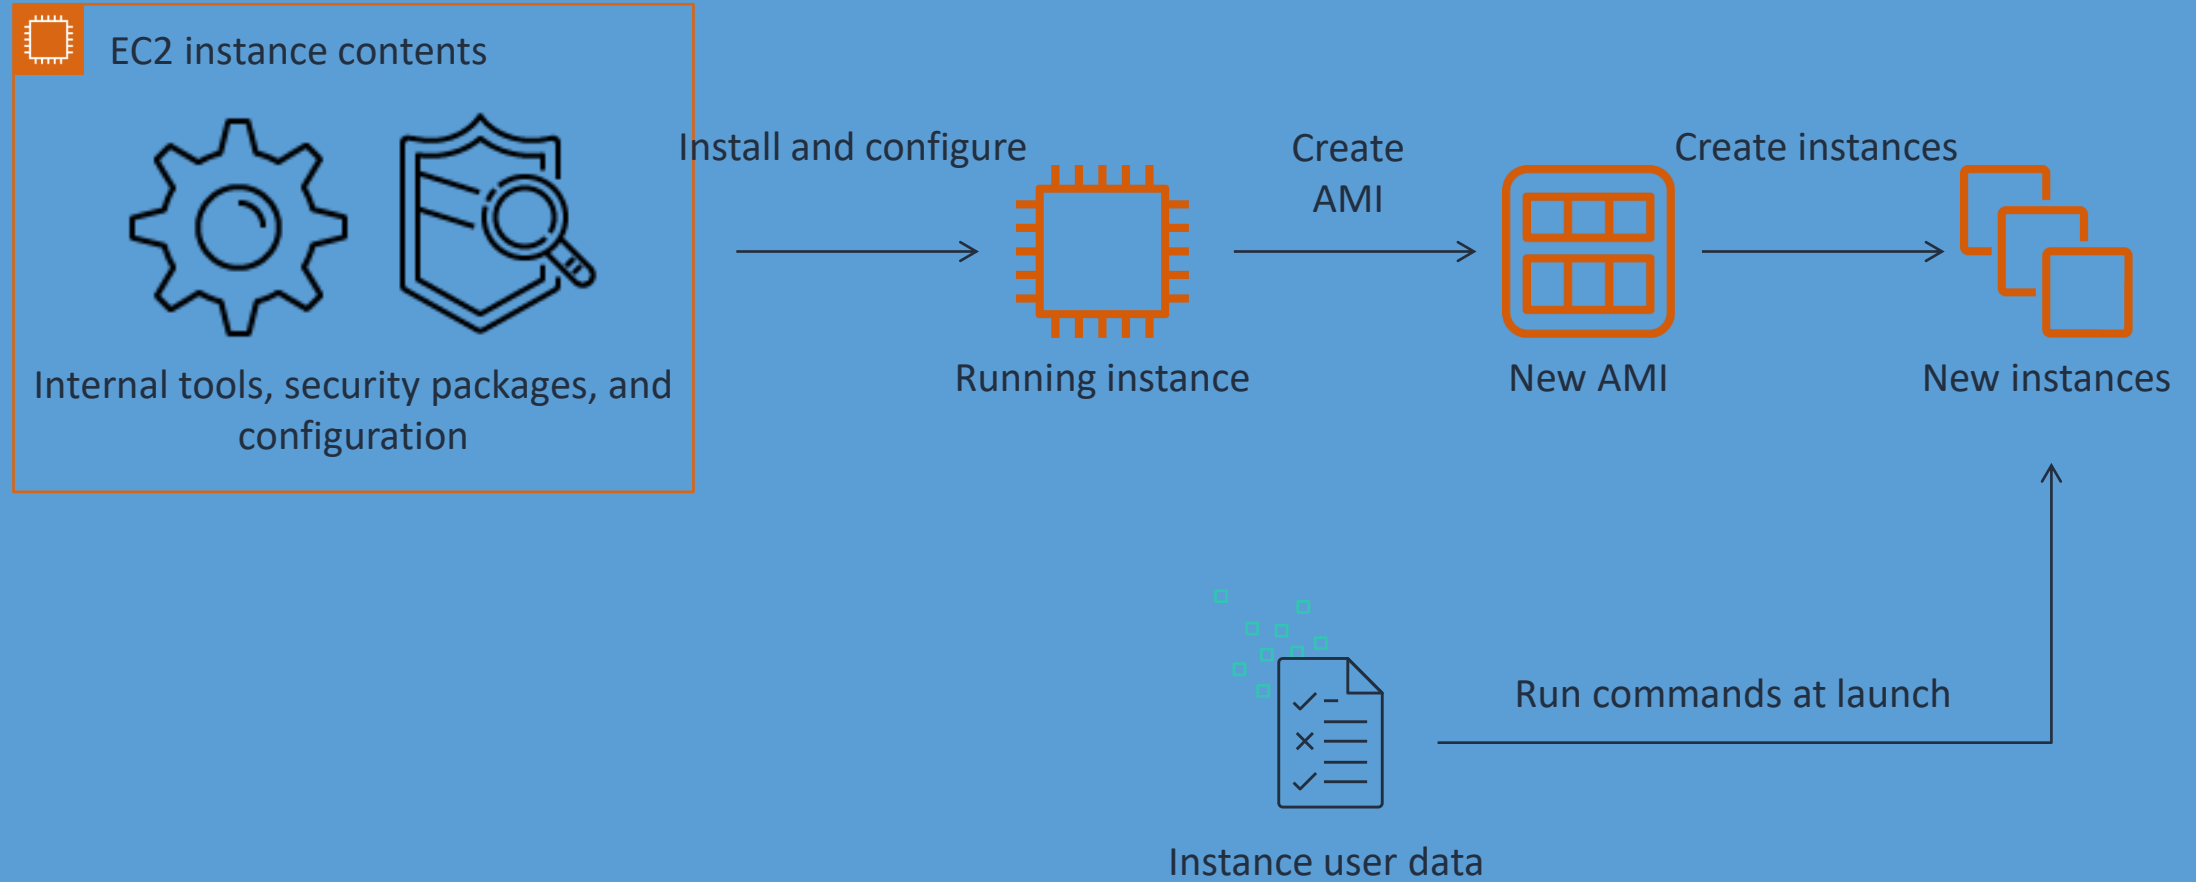 EC2 instance contents
Install and configure
Create
AMI
Create instances
Internal tools, security packages, and
configuration
Running instance
New AMI
New instances
Run commands at launch
Instance user data